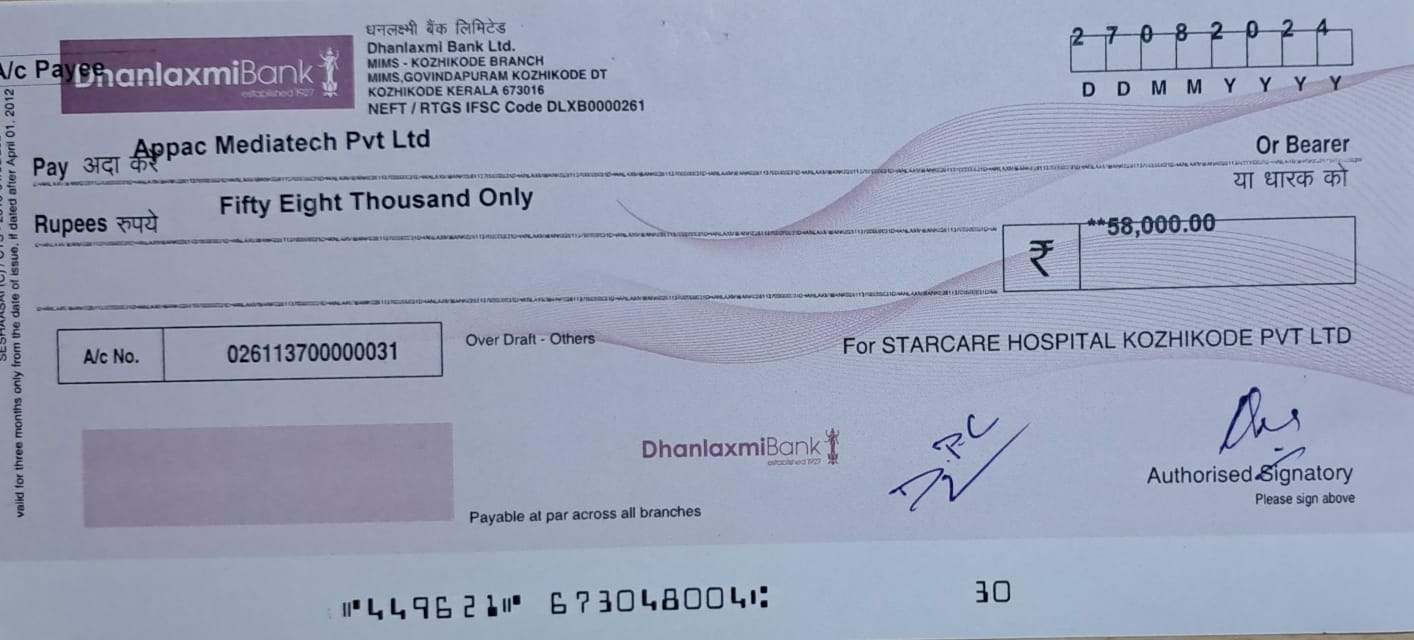 धनलक्ष्मी बैंक लिमिटेड
Dhanlaxmi Bank Ltd.
MIMS - KOZHIKODE BRANCH
MIMS,GOVINDAPURAM KOZHIKODE DT
KOZHIKODE KERALA 673016
NEFT / RTGS IFSC Code DLXB0000261
A/c Payee
DhanlaxmiBank
established 1927
2 7 0 8 2 0 2 4
D D M M Y Y Y Y
Pay अदा करें Appac Mediatech Pvt Ltd Or Bearer
या धारक को
Rupees रुपये Fifty Eight Thousand Only
₹ **58,000.00
A/c No. 026113700000031
Over Draft - Others
For STARCARE HOSPITAL KOZHIKODE PVT LTD
DhanlaxmiBank
established 1927
Authorised Signatory
Please sign above
Payable at par across all branches
valid for three months only from the date of issue, if dated after April 01, 2012
⑈449621⑈ 673048004⑆ 30